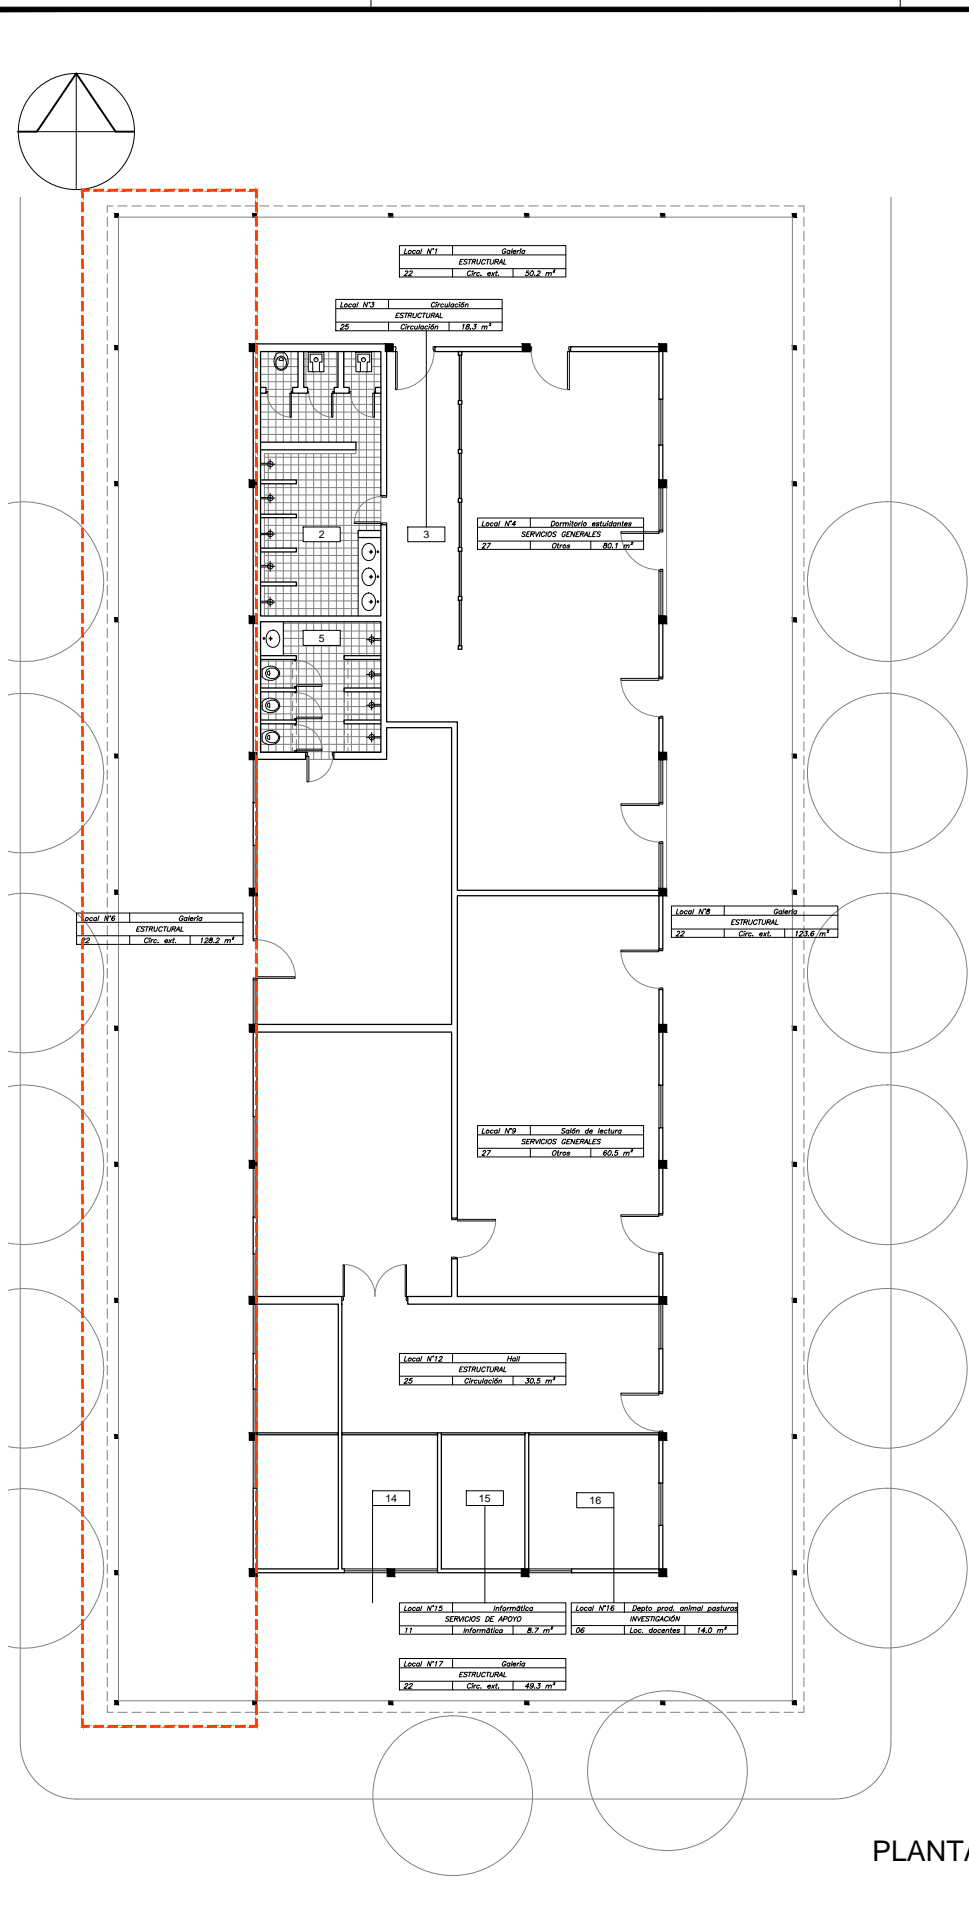 Local N°1 Galería
ESTRUCTURAL
22 Circ. ext. 50.2 m²
Local N°3 Circulación
ESTRUCTURAL
25 Circulación 18.3 m²
2
3
Local N°4 Dormitorio estuidantes
SERVICIOS GENERALES
27 Otros 80.1 m²
5
Local N°6 Galería
ESTRUCTURAL
22 Circ. ext. 128.2 m²
Local N°8 Galería
ESTRUCTURAL
22 Circ. ext. 123.6 m²
Local N°9 Salón de lectura
SERVICIOS GENERALES
27 Otros 60.5 m²
Local N°12 Hall
ESTRUCTURAL
25 Circulación 30.5 m²
14
15
16
Local N°15 Informática
SERVICIOS DE APOYO
11 Informática 8.7 m²
Local N°16 Depto prod. animal pasturas
INVESTIGACIÓN
06 Loc. docentes 14.0 m²
Local N°17 Galería
ESTRUCTURAL
22 Circ. ext. 49.3 m²
PLANTA